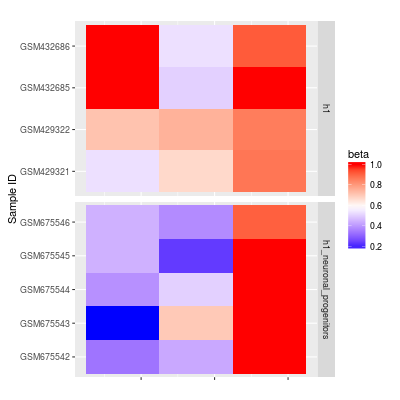 Sample ID
GSM432686
GSM432685
GSM429322
GSM429321
h1
GSM675546
GSM675545
GSM675544
GSM675543
GSM675542
h1_neuronal_progenitors
beta
1.0
0.8
0.6
0.4
0.2